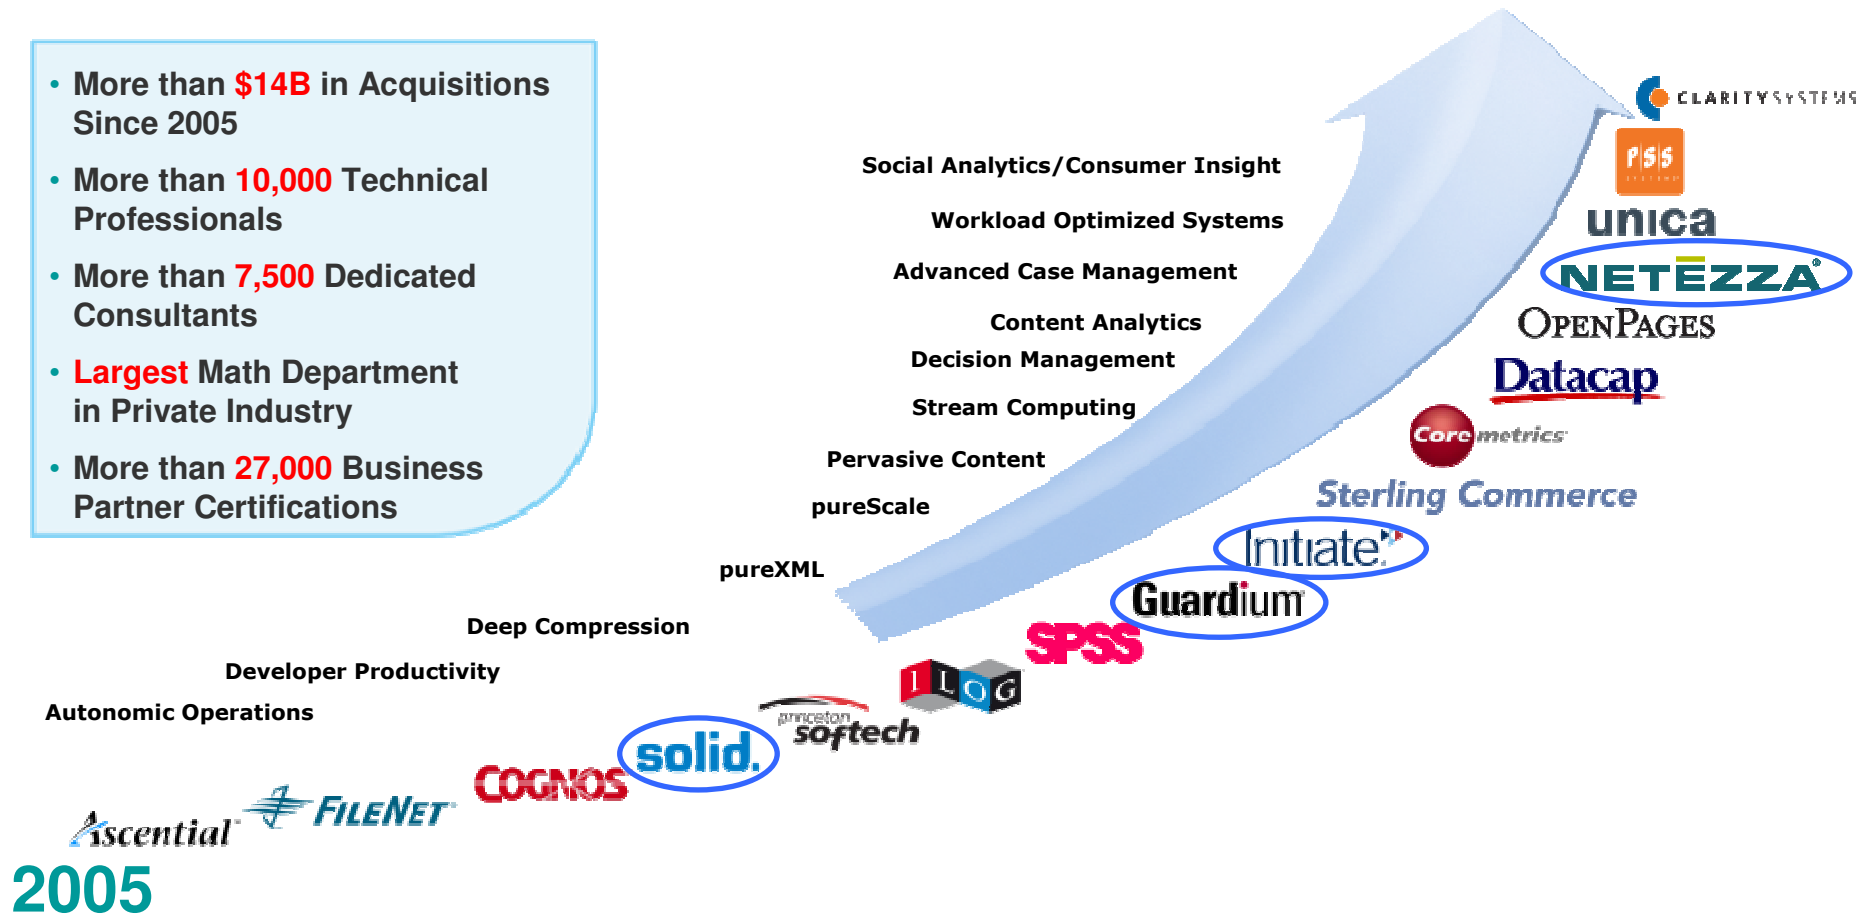 • More than $14B in Acquisitions
Since 2005
• More than 10,000 Technical
Professionals
• More than 7,500 Dedicated
Consultants
• Largest Math Department
in Private Industry
• More than 27,000 Business
Partner Certifications
Social Analytics/Consumer Insight
Workload Optimized Systems
Advanced Case Management
Content Analytics
Decision Management
Stream Computing
Pervasive Content
pureScale
pureXML
Deep Compression
Developer Productivity
Autonomic Operations
CLARITY SYSTEMS
PSS
SYSTEMS
unica
NETEZZA®
OPENPAGES
Datacap
Coremetrics
Sterling Commerce
Initiate
Guardium
SPSS
ILOG
princeton
softech
solid.
COGNOS
FILENET
Ascential
2005